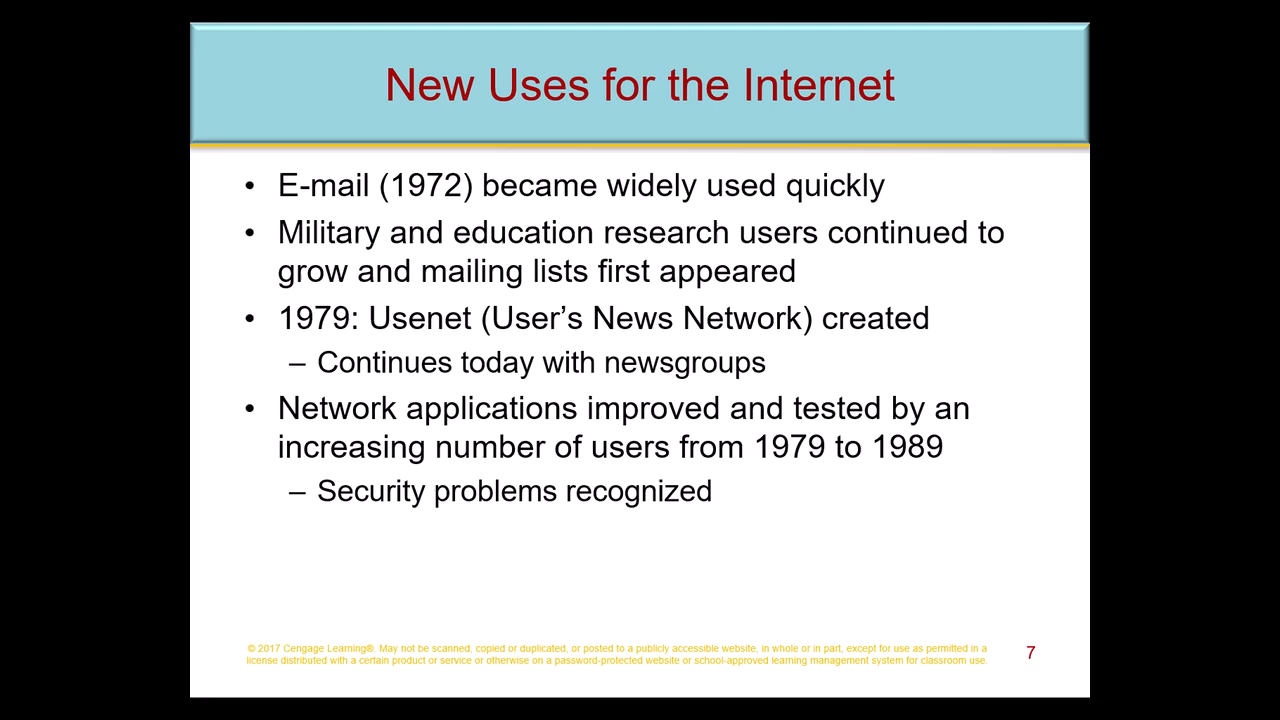 New Uses for the Internet
• E-mail (1972) became widely used quickly
• Military and education research users continued to
grow and mailing lists first appeared
• 1979: Usenet (User’s News Network) created
– Continues today with newsgroups
• Network applications improved and tested by an
increasing number of users from 1979 to 1989
– Security problems recognized
© 2017 Cengage Learning®. May not be scanned, copied or duplicated, or posted to a publicly accessible website, in whole or in part, except for use as permitted in a
license distributed with a certain product or service or otherwise on a password-protected website or school-approved learning management system for classroom use.
7